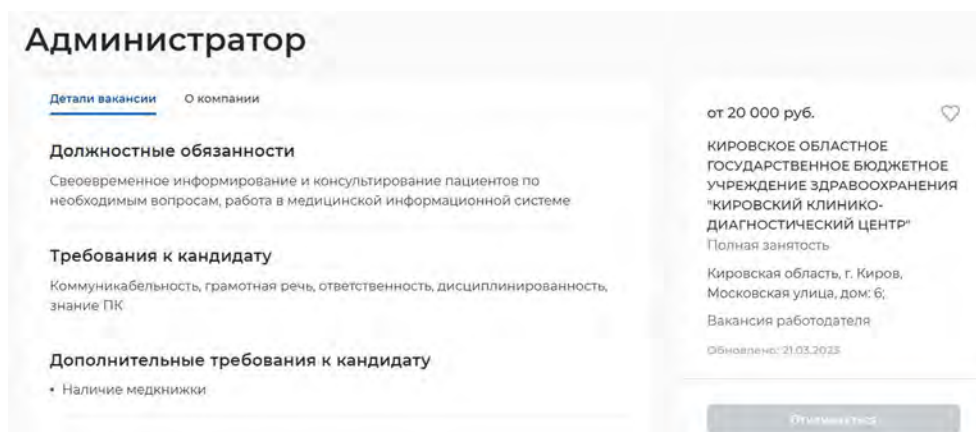 Администратор
Детали вакансии О компании
Должностные обязанности
Свеоевременное информирование и консультирование пациентов по
необходимым вопросам, работа в медицинской информационной системе
Требования к кандидату
Коммуникабельность, грамотная речь, ответственность, дисциплинированность,
знание ПК
Дополнительные требования к кандидату
• Наличие медкнижки
от 20 000 руб.
КИРОВСКОЕ ОБЛАСТНОЕ
ГОСУДАРСТВЕННОЕ БЮДЖЕТНОЕ
УЧРЕЖДЕНИЕ ЗДРАВООХРАНЕНИЯ
"КИРОВСКИЙ КЛИНИКО-
ДИАГНОСТИЧЕСКИЙ ЦЕНТР"
Полная занятость
Кировская область, г. Киров,
Московская улица, дом: 6;
Вакансия работодателя
Обновлено: 21.03.2023
Откликнуться